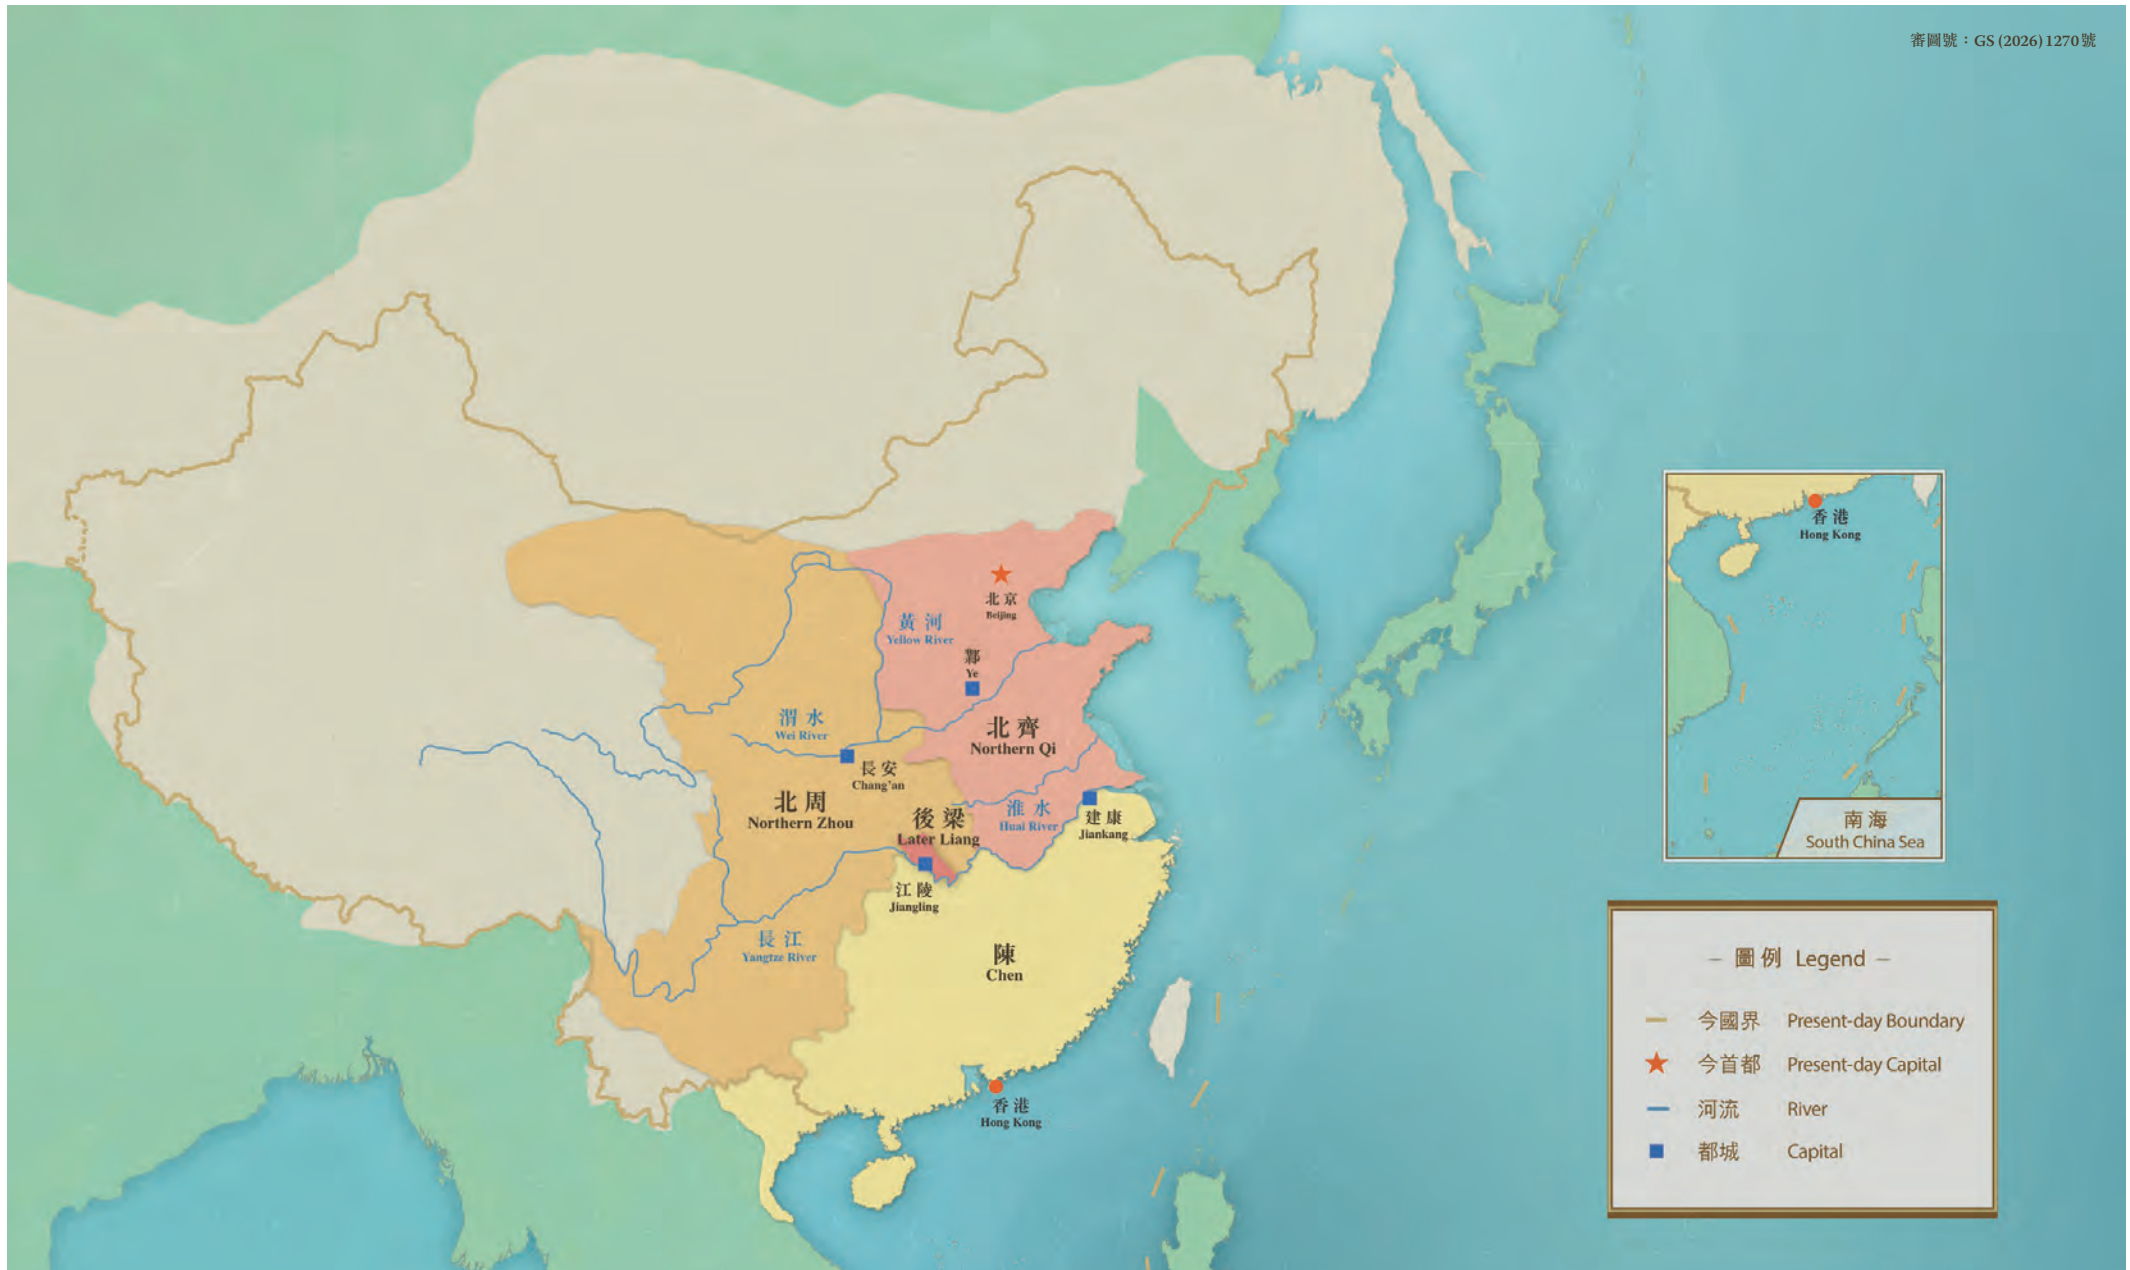 審圖號：GS (2026) 1270 號
北京
Beijing
黃河
Yellow River
鄴
Ye
渭水
Wei River
北齊
Northern Qi
長安
Chang'an
北周
Northern Zhou
後梁
Later Liang
淮水
Huai River
建康
Jiankang
江陵
Jiangling
長江
Yangtze River
陳
Chen
香港
Hong Kong
香港
Hong Kong
南海
South China Sea
– 圖例 Legend –
今國界 Present-day Boundary
今首都 Present-day Capital
河流 River
都城 Capital